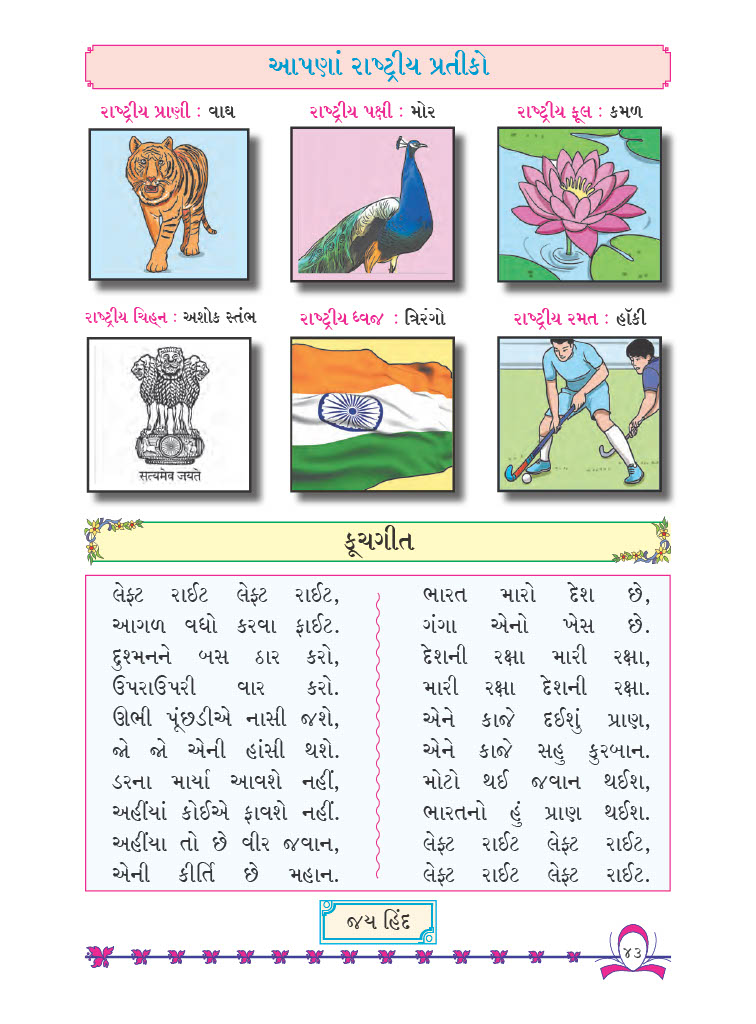 આપણાં રાષ્ટ્રીય પ્રતીકો
રાષ્ટ્રીય પ્રાણી : વાઘ
રાષ્ટ્રીય પક્ષી : મોર
રાષ્ટ્રીય ફૂલ : કમળ
રાષ્ટ્રીય ચિહ્ન : અશોક સ્તંભ
રાષ્ટ્રીય ધ્વજ : ત્રિરંગો
રાષ્ટ્રીય રમત : હૉકી
सत्यमेव जयते
કૂચગીત
લેફ્ટ રાઈટ લેફ્ટ રાઈટ,
આગળ વધો કરવા ફાઈટ.
દુશ્મનને બસ ઠાર કરો,
ઉપરાઉપરી વાર કરો.
ઊભી પૂંછડીએ નાસી જશે,
જો જો એની હાંસી થશે.
ડરના માર્યા આવશે નહીં,
અહીંયાં કોઈએ ફાવશે નહીં.
અહીંયા તો છે વીર જવાન,
એની કીર્તિ છે મહાન.
ભારત મારો દેશ છે,
ગંગા એનો ખેસ છે.
દેશની રક્ષા મારી રક્ષા,
મારી રક્ષા દેશની રક્ષા.
એને કાજે દઈશું પ્રાણ,
એને કાજે સહુ કુરબાન.
મોટો થઈ જવાન થઈશ,
ભારતનો હું પ્રાણ થઈશ.
લેફ્ટ રાઈટ લેફ્ટ રાઈટ,
લેફ્ટ રાઈટ લેફ્ટ રાઈટ.
જય હિંદ
૪૩